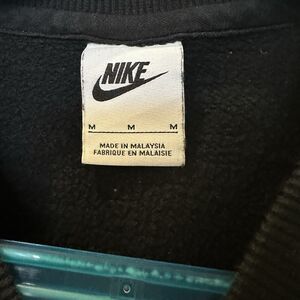 NIKE
M M M
MADE IN MALAYSIA
FABRIQUE EN MALAISIE